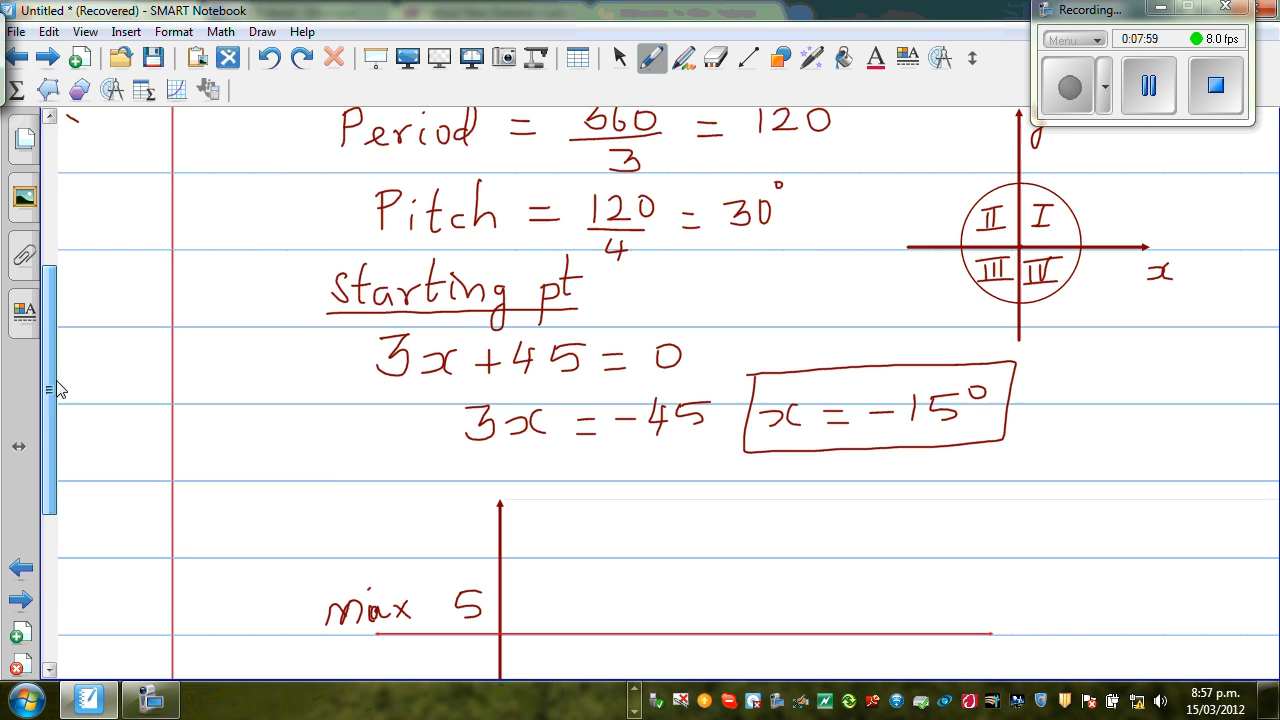 Untitled * (Recovered) - SMART Notebook
File Edit View Insert Format Math Draw Help
Recording...
Menu 0:07:59 8.0 fps
Period = 360/3 = 120
Pitch = 120/4 = 30°
Starting pt
3x + 45 = 0
3x = -45
x = -15°
y
II I
III IV
x
max 5
8:57 p.m.
15/03/2012